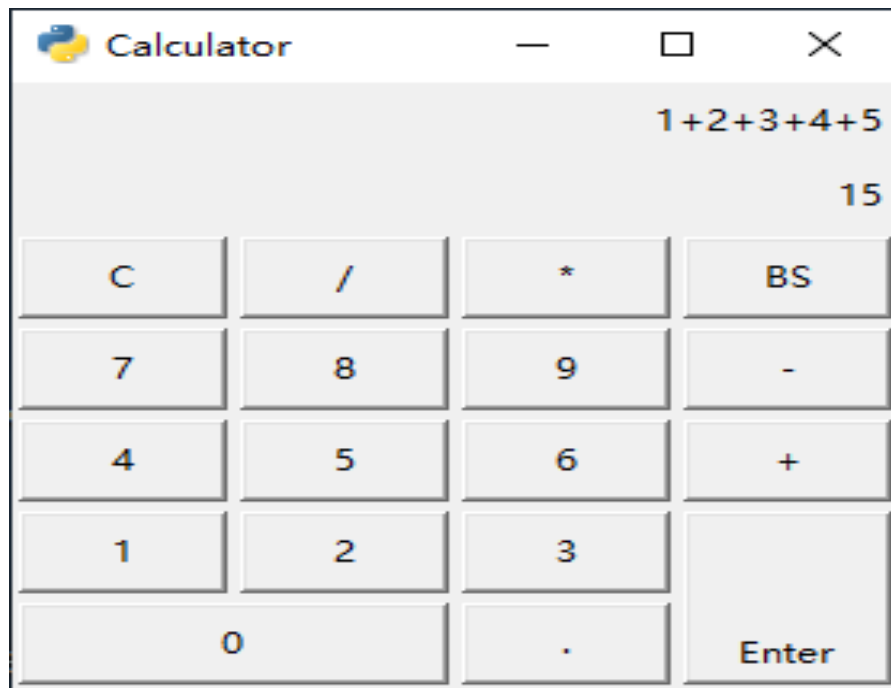 Calculator
1+2+3+4+5
15
C / * BS
7 8 9 -
4 5 6 +
1 2 3
0 . Enter